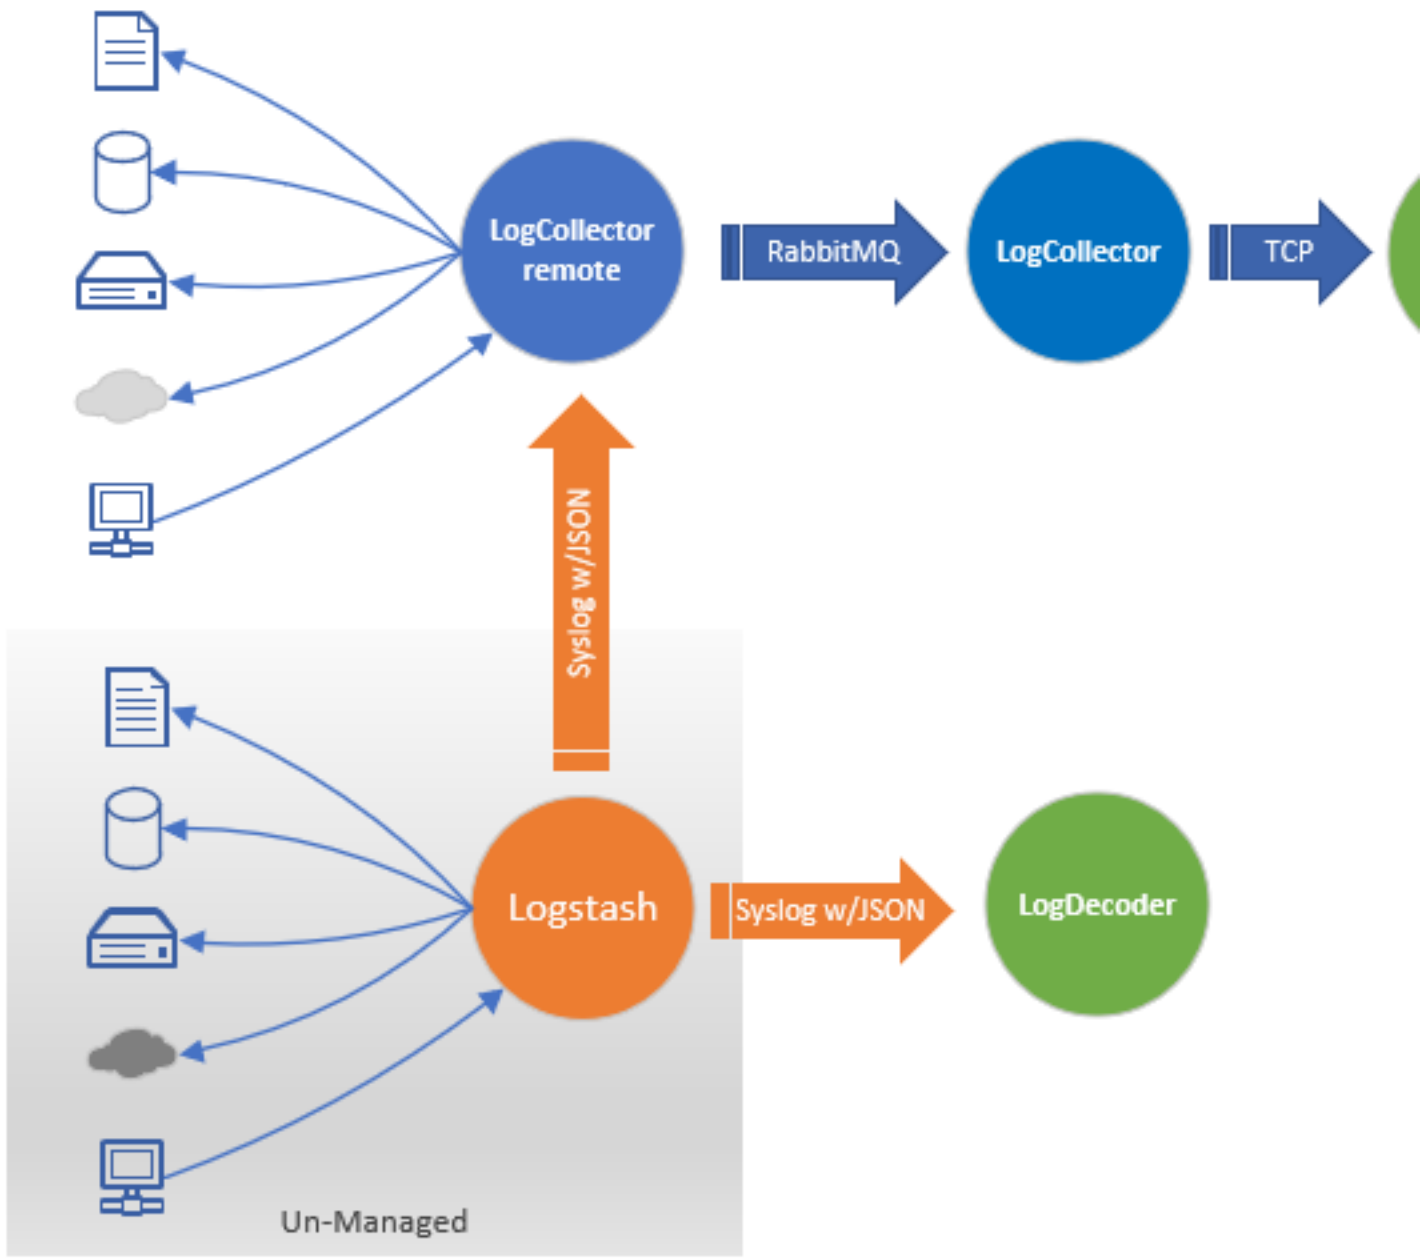 LogCollector
remote
RabbitMQ
LogCollector
TCP
Syslog w/JSON
Logstash
Syslog w/JSON
LogDecoder
Un-Managed